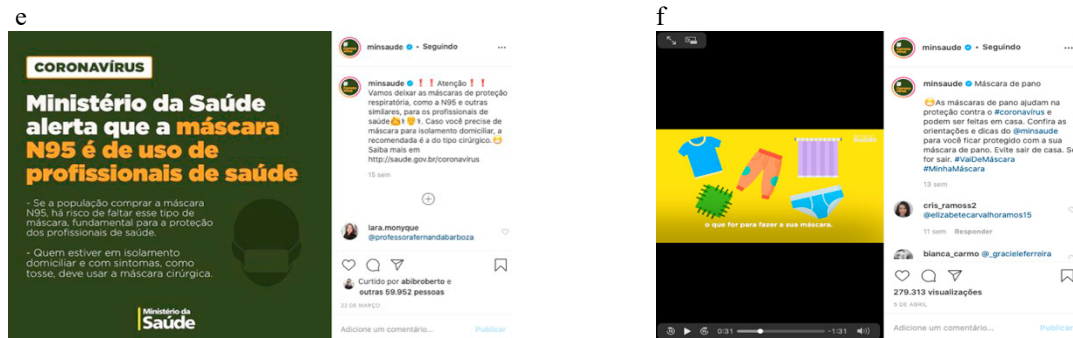 e
CORONAVÍRUS
Ministério da Saúde
alerta que a máscara
N95 é de uso de
profissionais de saúde
- Se a população comprar a máscara
N95, há risco de faltar esse tipo de
máscara, fundamental para a proteção
dos profissionais de saúde.
- Quem estiver em isolamento
domiciliar e com sintomas, como
tosse, deve usar a máscara cirúrgica.
Ministério da
Saúde
minsaude • Seguindo
minsaude ❗❗Atenção❗❗
Vamos deixar as máscaras de proteção
respiratória, como a N95 e outras
similares, para os profissionais de
saúde. Caso você precise de
máscara para isolamento domiciliar, a
recomendada é a do tipo cirúrgico.
Saiba mais em
http://saude.gov.br/coronavirus
15 sem
lara.monyque
@professorafernandabarboza
Curtido por abibroberto e
outras 59.952 pessoas
22 DE MARÇO
Adicione um comentário... Publicar
f
o que for para fazer a sua máscara.
0:31
-1:31
minsaude • Seguindo
minsaude Máscara de pano
As máscaras de pano ajudam na
proteção contra o #coronavírus e
podem ser feitas em casa. Confira as
orientações e dicas do @minsaude
para você ficar protegido com a sua
máscara de pano. Evite sair de casa. Se
for sair. #VaiDeMáscara
#MinhaMáscara
13 sem
cris_ramoss2
@elizabetecarvalhoramos15
11 sem Responder
bianca_carmo @_gracieleferreira
279.313 visualizações
5 DE ABRIL
Adicione um comentário... Publicar